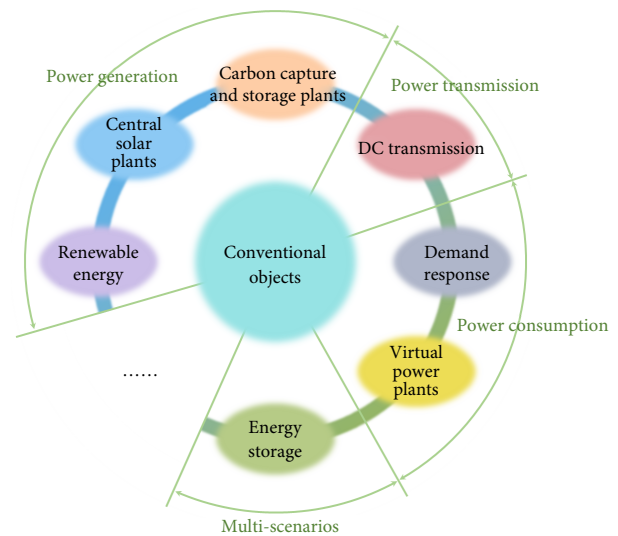 Power generation
Carbon capture
and storage plants
Power transmission
Central
solar
plants
DC transmission
Renewable
energy
Conventional
objects
Demand
response
Power consumption
Virtual
power
plants
......
Energy
storage
Multi-scenarios